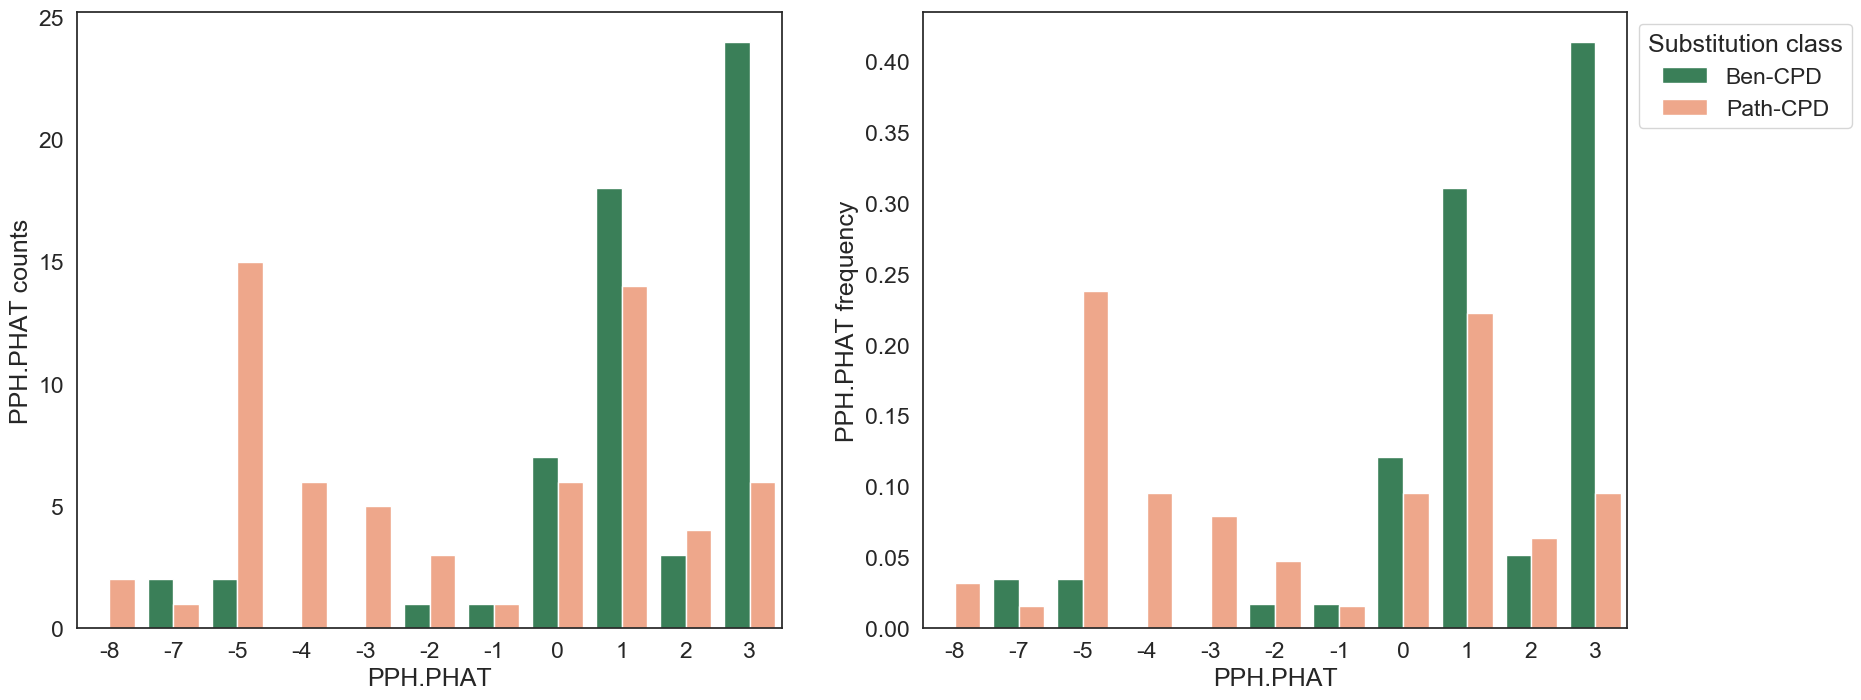 25
20
15
10
5
0
PPH.PHAT counts
-8 -7 -5 -4 -3 -2 -1 0 1 2 3
PPH.PHAT
0.40
0.35
0.30
0.25
0.20
0.15
0.10
0.05
0.00
PPH.PHAT frequency
-8 -7 -5 -4 -3 -2 -1 0 1 2 3
PPH.PHAT
Substitution class
Ben-CPD
Path-CPD